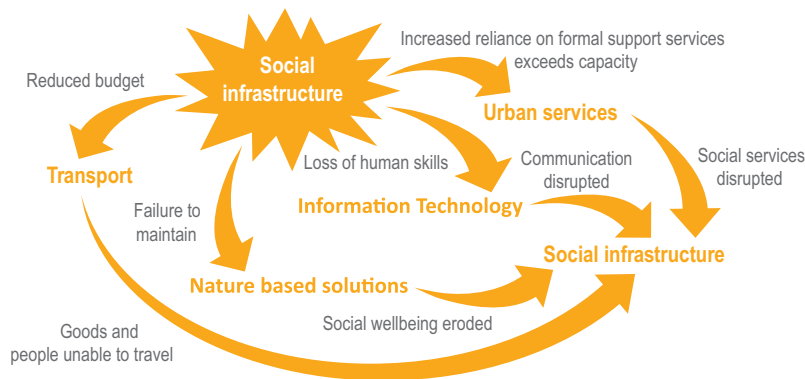 Increased reliance on formal support services
exceeds capacity
Social
infrastructure
Reduced budget
Urban services
Transport
Loss of human skills
Communication
disrupted
Social services
disrupted
Information Technology
Failure to
maintain
Social infrastructure
Nature based solutions
Social wellbeing eroded
Goods and
people unable to travel